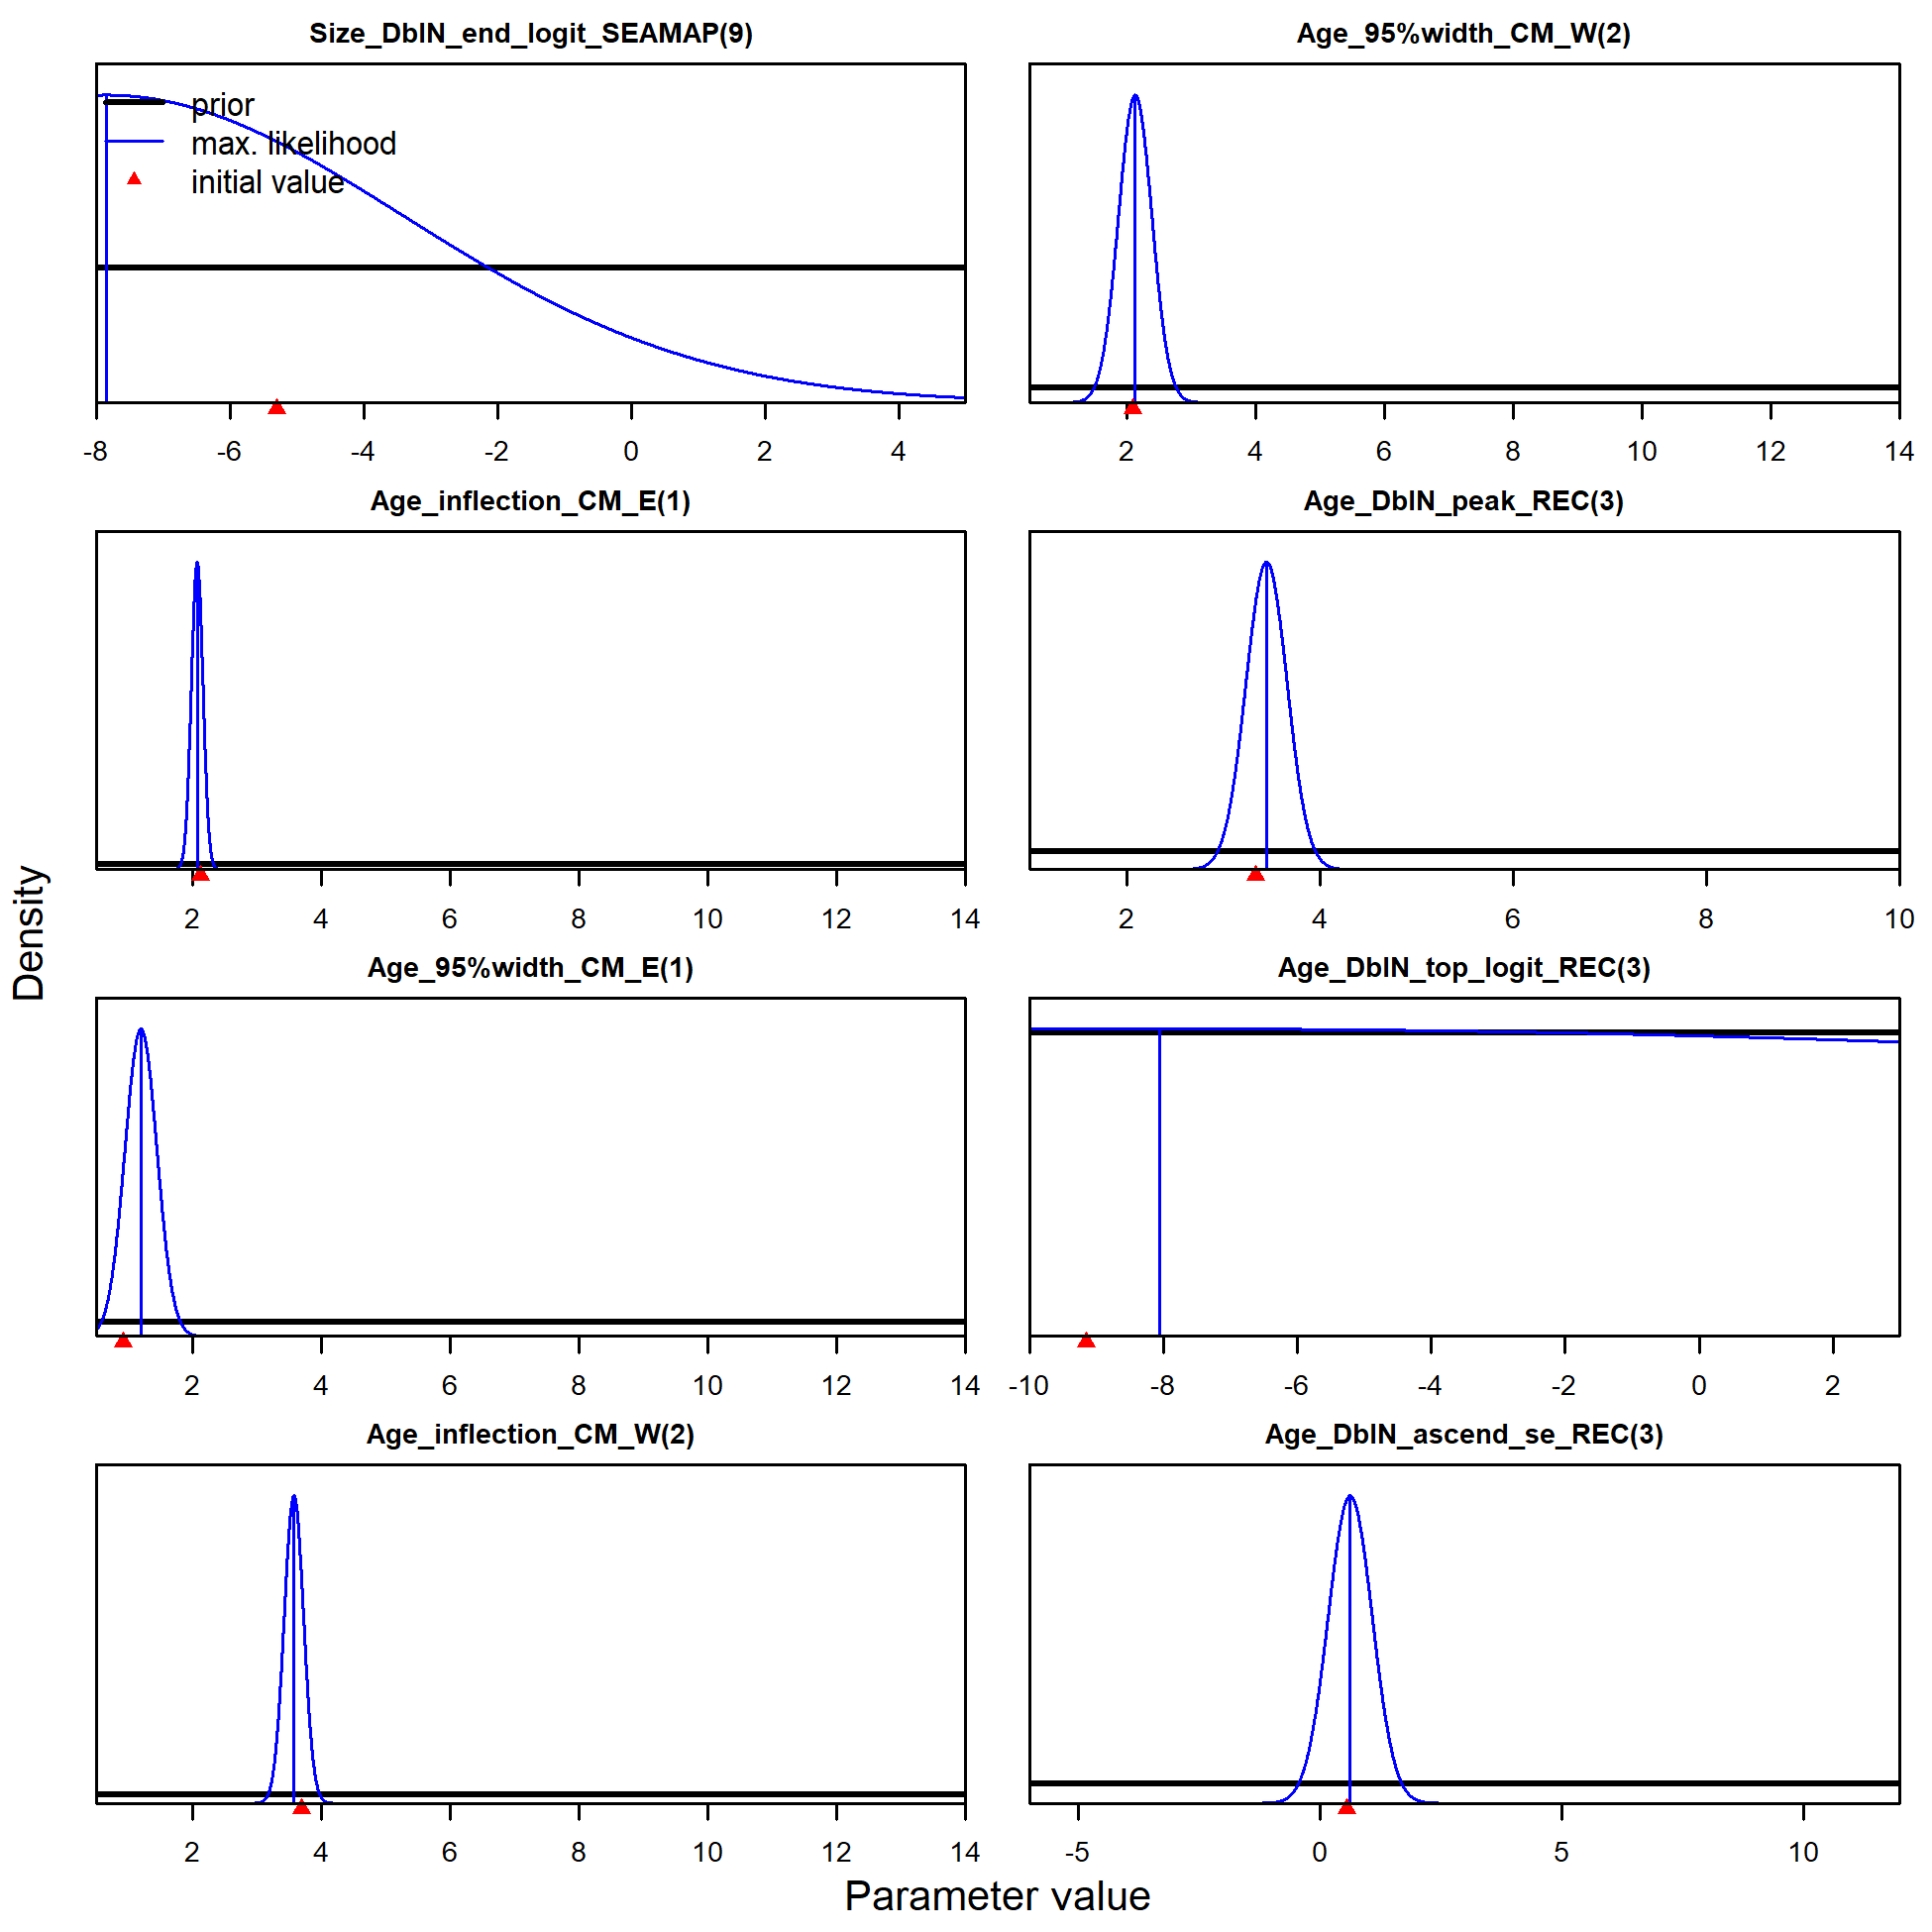 Size_DblN_end_logit_SEAMAP(9)
prior
max. likelihood
initial value
-8 -6 -4 -2 0 2 4
Age_95%width_CM_W(2)
2 4 6 8 10 12 14
Age_inflection_CM_E(1)
2 4 6 8 10 12 14
Age_DblN_peak_REC(3)
2 4 6 8 10
Age_95%width_CM_E(1)
2 4 6 8 10 12 14
Age_DblN_top_logit_REC(3)
-10 -8 -6 -4 -2 0 2
Age_inflection_CM_W(2)
2 4 6 8 10 12 14
Age_DblN_ascend_se_REC(3)
-5 0 5 10
Density
Parameter value